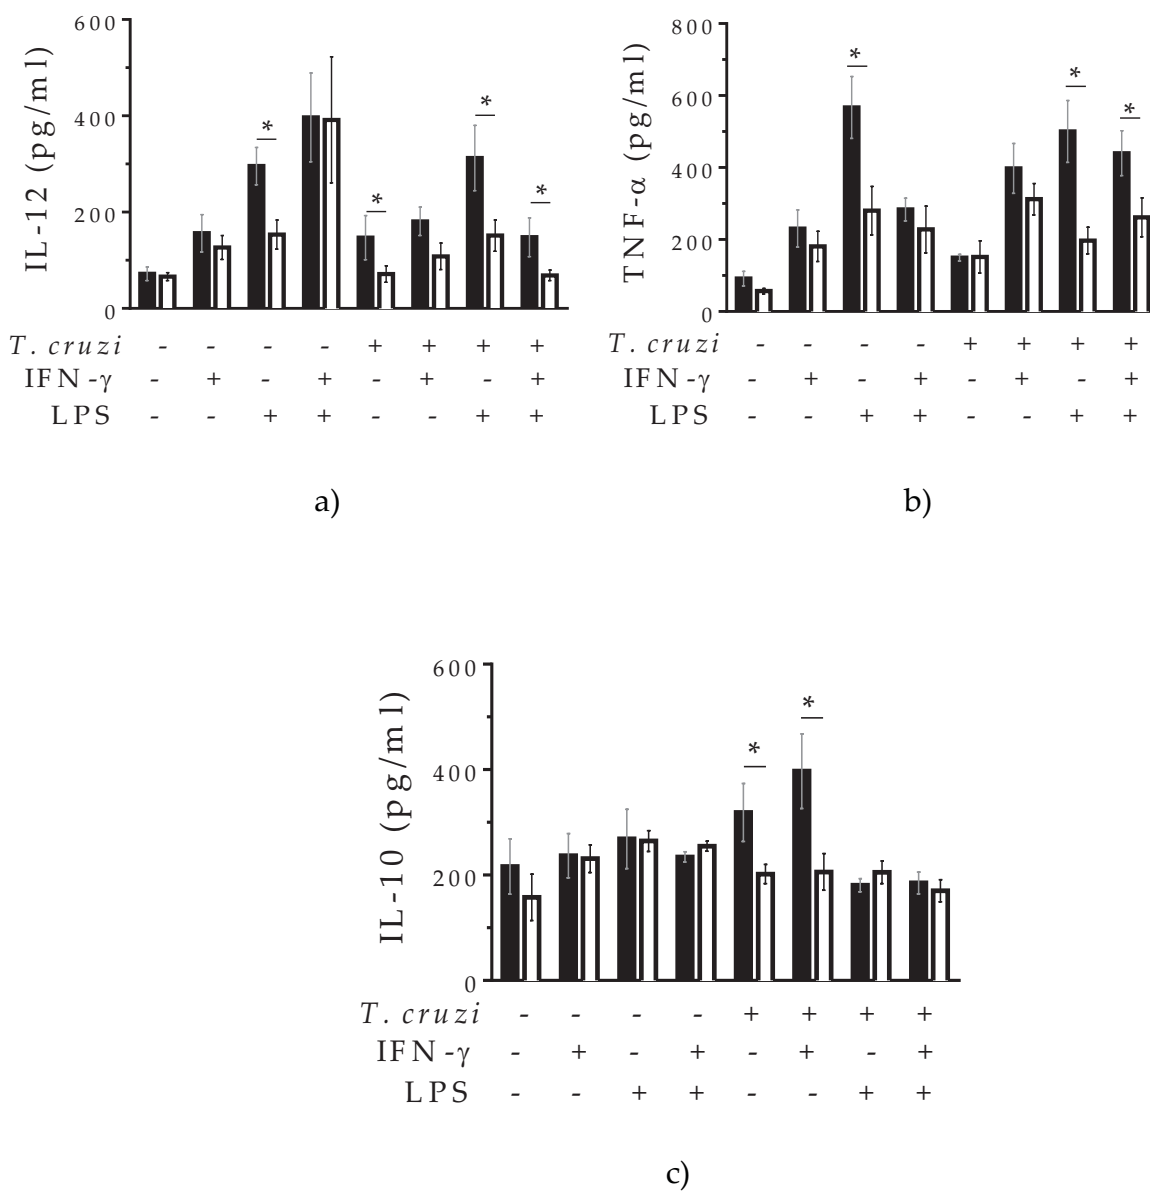 600
400
200
0
IL-12 (pg/ml)
* * * * *
T. cruzi - - - - + + + +
IFN-γ - + - + - + - +
LPS - - + + - - + +
a)
800
600
400
200
0
TNF-α (pg/ml)
* * *
T. cruzi - - - - + + + +
IFN-γ - + - + - + - +
LPS - - + + - - + +
b)
600
400
200
0
IL-10 (pg/ml)
* *
T. cruzi - - - - + + + +
IFN-γ - + - + - + - +
LPS - - + + - - + +
c)